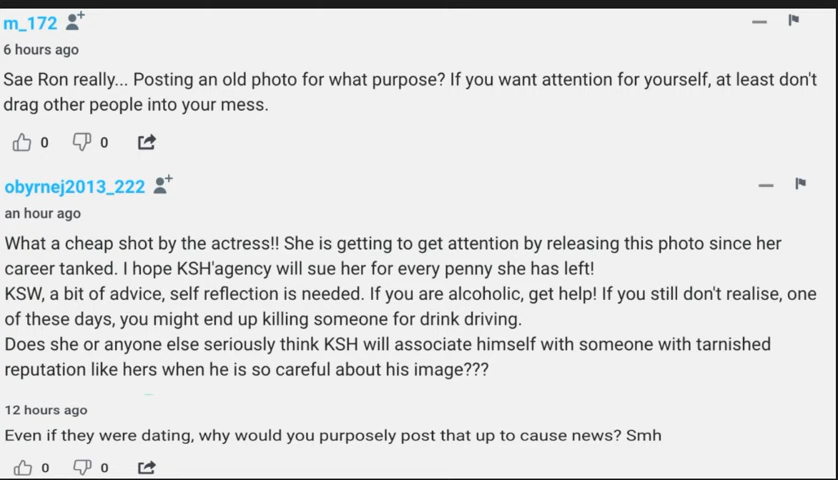 m_172
6 hours ago
Sae Ron really... Posting an old photo for what purpose? If you want attention for yourself, at least don't
drag other people into your mess.
0 0
obyrnej2013_222
an hour ago
What a cheap shot by the actress!! She is getting to get attention by releasing this photo since her
career tanked. I hope KSH'agency will sue her for every penny she has left!
KSW, a bit of advice, self reflection is needed. If you are alcoholic, get help! If you still don't realise, one
of these days, you might end up killing someone for drink driving.
Does she or anyone else seriously think KSH will associate himself with someone with tarnished
reputation like hers when he is so careful about his image???
12 hours ago
Even if they were dating, why would you purposely post that up to cause news? Smh
0 0